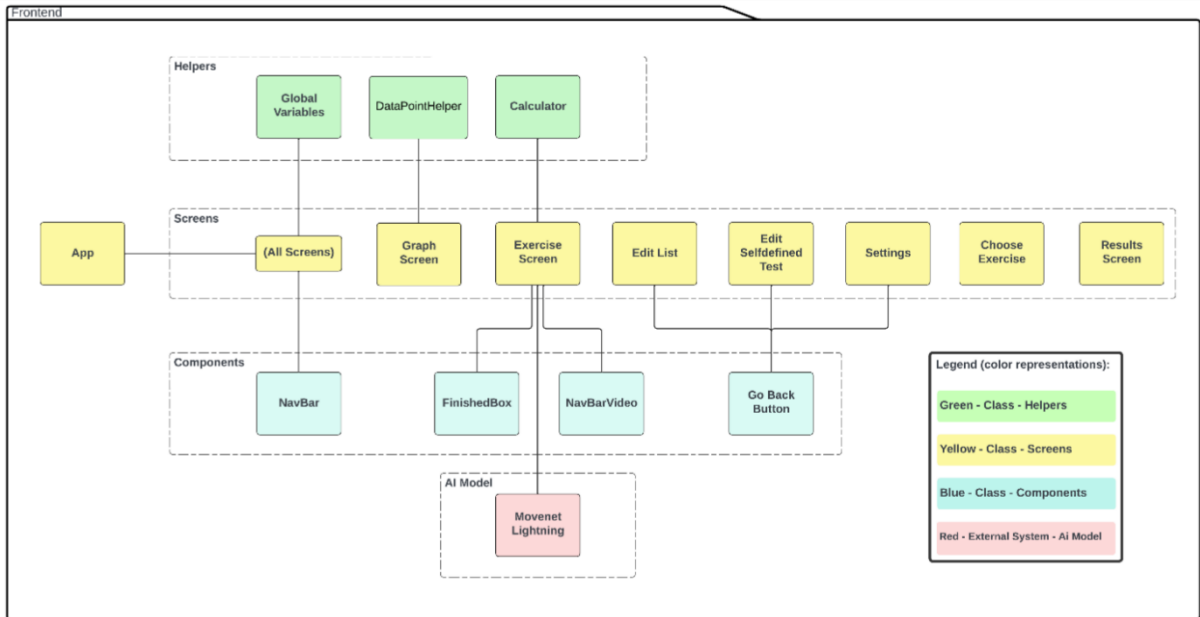 Frontend
Helpers
Global
Variables
DataPointHelper
Calculator
Screens
App
(All Screens)
Graph
Screen
Exercise
Screen
Edit List
Edit
Selfdefined
Test
Settings
Choose
Exercise
Results
Screen
Components
NavBar
FinishedBox
NavBarVideo
Go Back
Button
AI Model
Movenet
Lightning
Legend (color representations):
Green - Class - Helpers
Yellow - Class - Screens
Blue - Class - Components
Red - External System - Ai Model